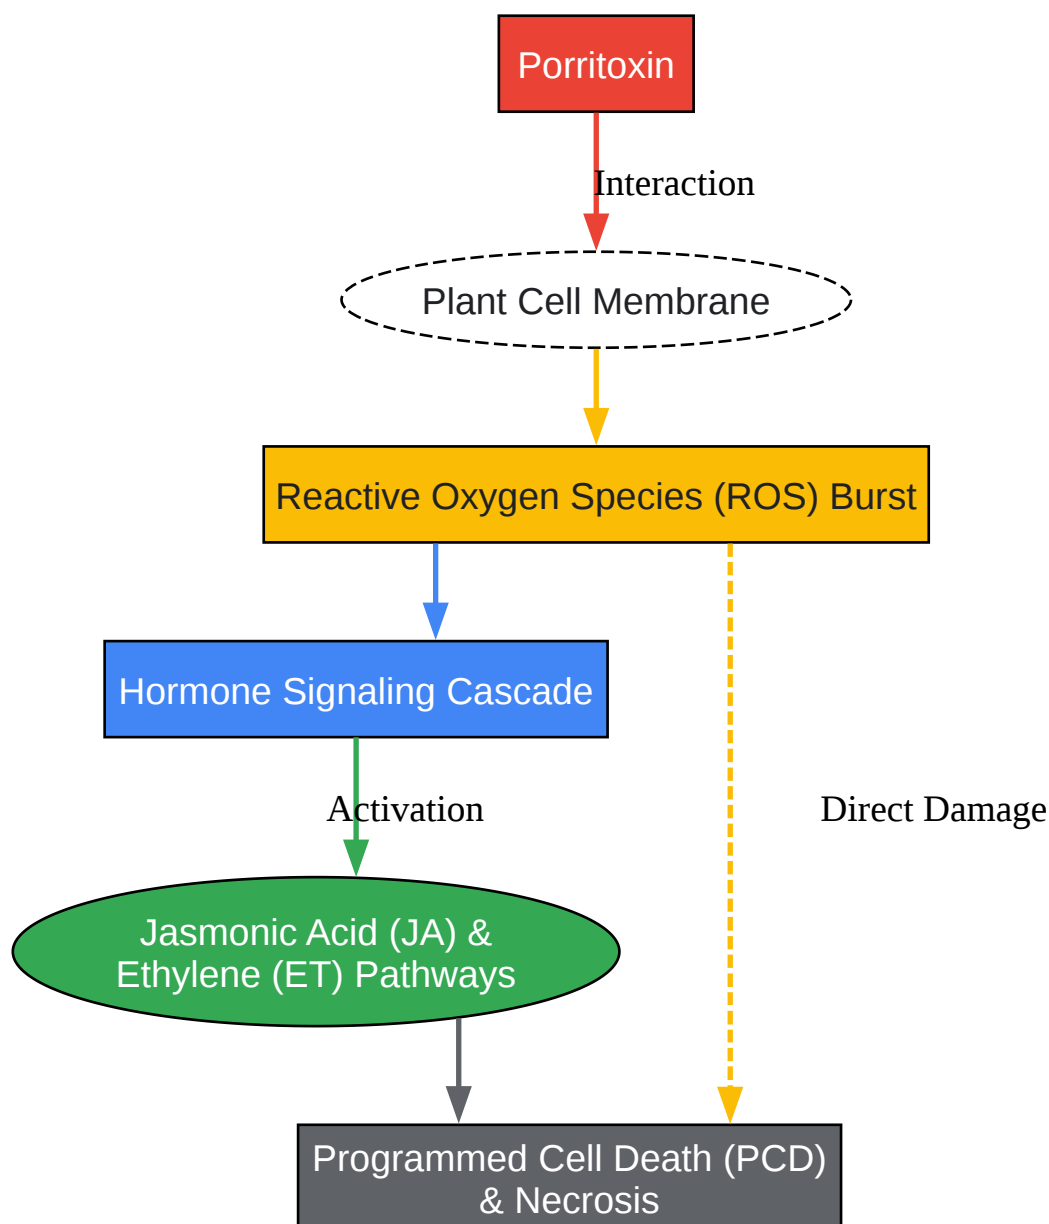 Porritoxin
Interaction
Plant Cell Membrane
Reactive Oxygen Species (ROS) Burst
Hormone Signaling Cascade
Activation
Direct Damage
Jasmonic Acid (JA) &
Ethylene (ET) Pathways
Programmed Cell Death (PCD)
& Necrosis